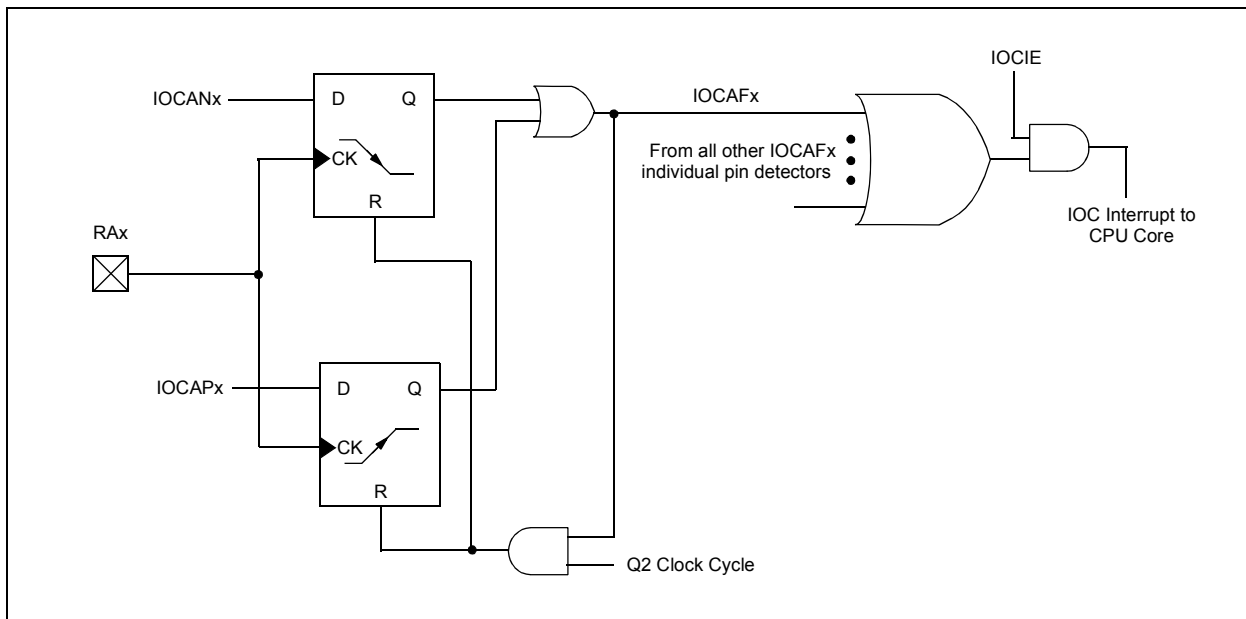 IOCIE
IOCANx
D
Q
IOCAFx
CK
From all other IOCAFx
individual pin detectors
R
IOC Interrupt to
CPU Core
RAx
IOCAPx
D
Q
CK
R
Q2 Clock Cycle